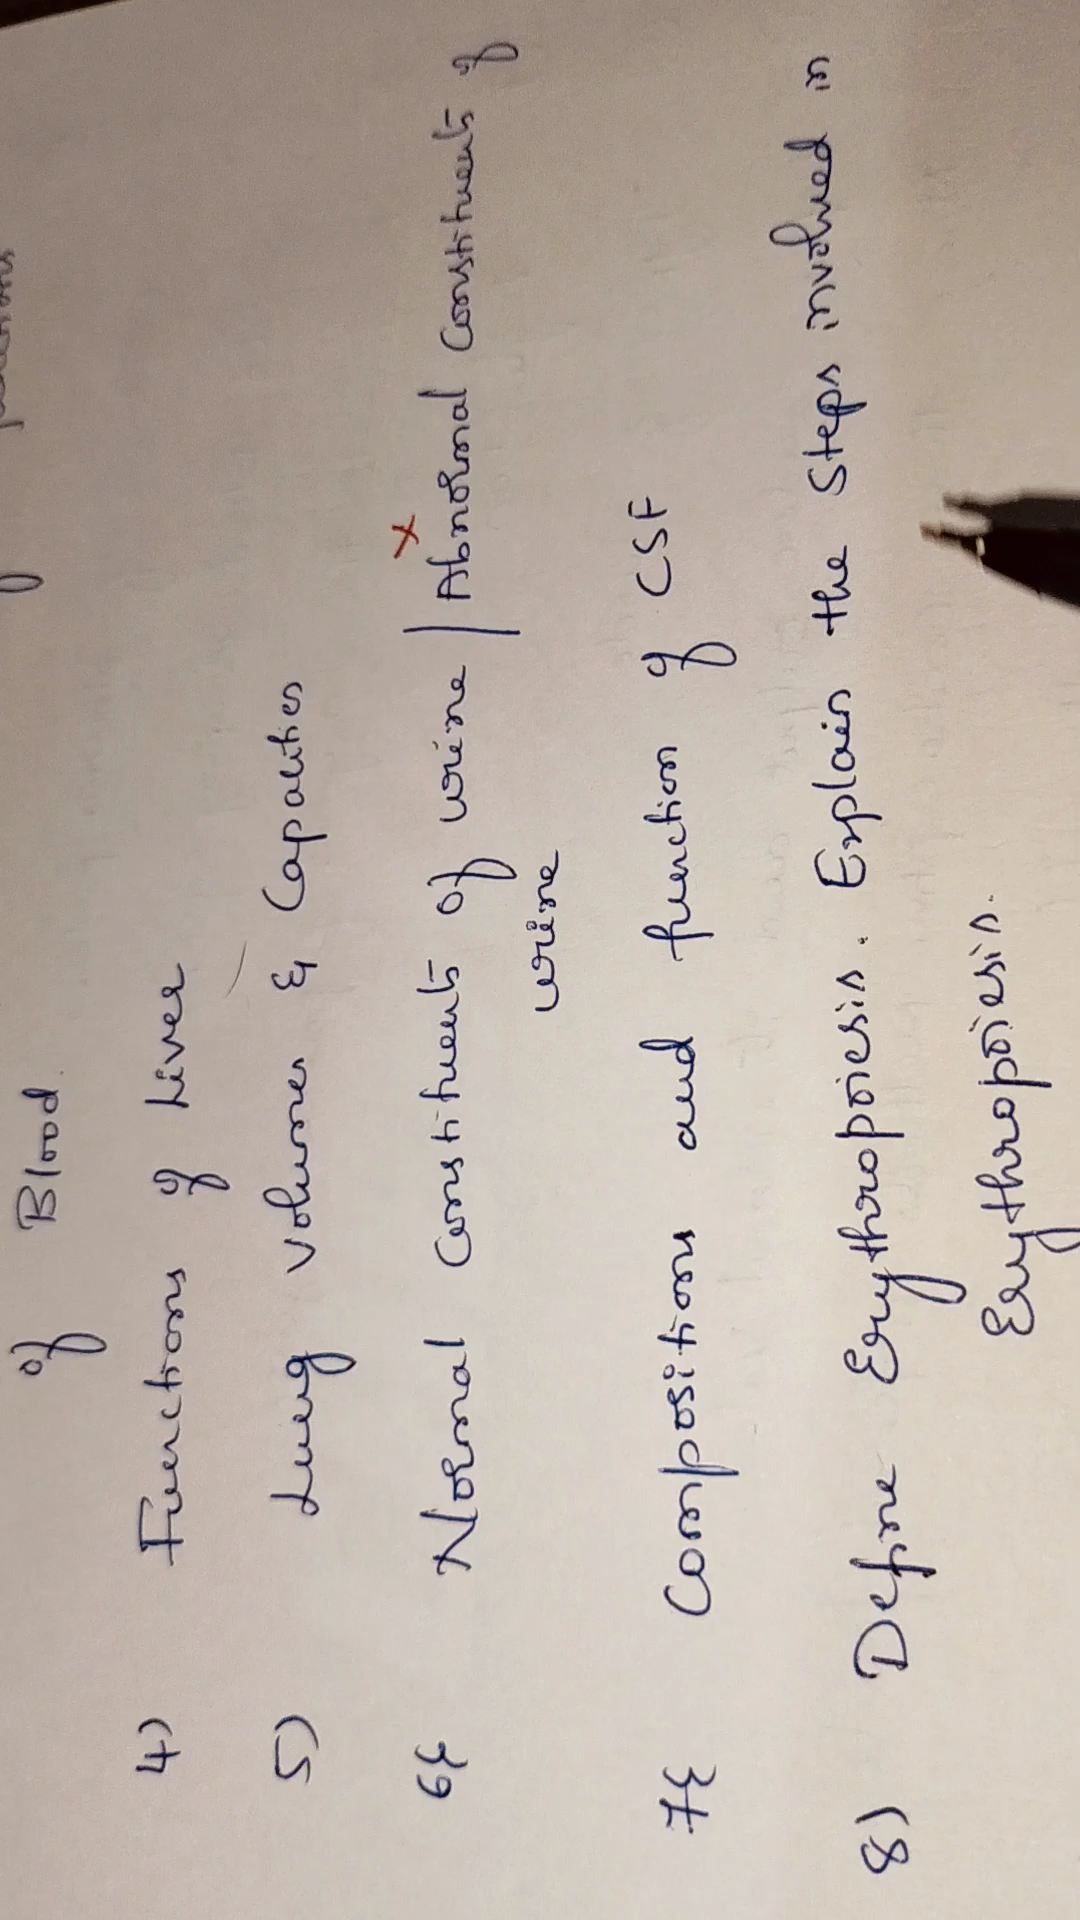 of Blood.
4) Functions of Liver
5) Lung Volumes & Capacities
6) Normal Constituents of urine | Abnormal Constituents of
urine
7) Compositions and function of CSF
8) Define Erythropoiesis. Explain the Steps involved in
Erythropoiesis.